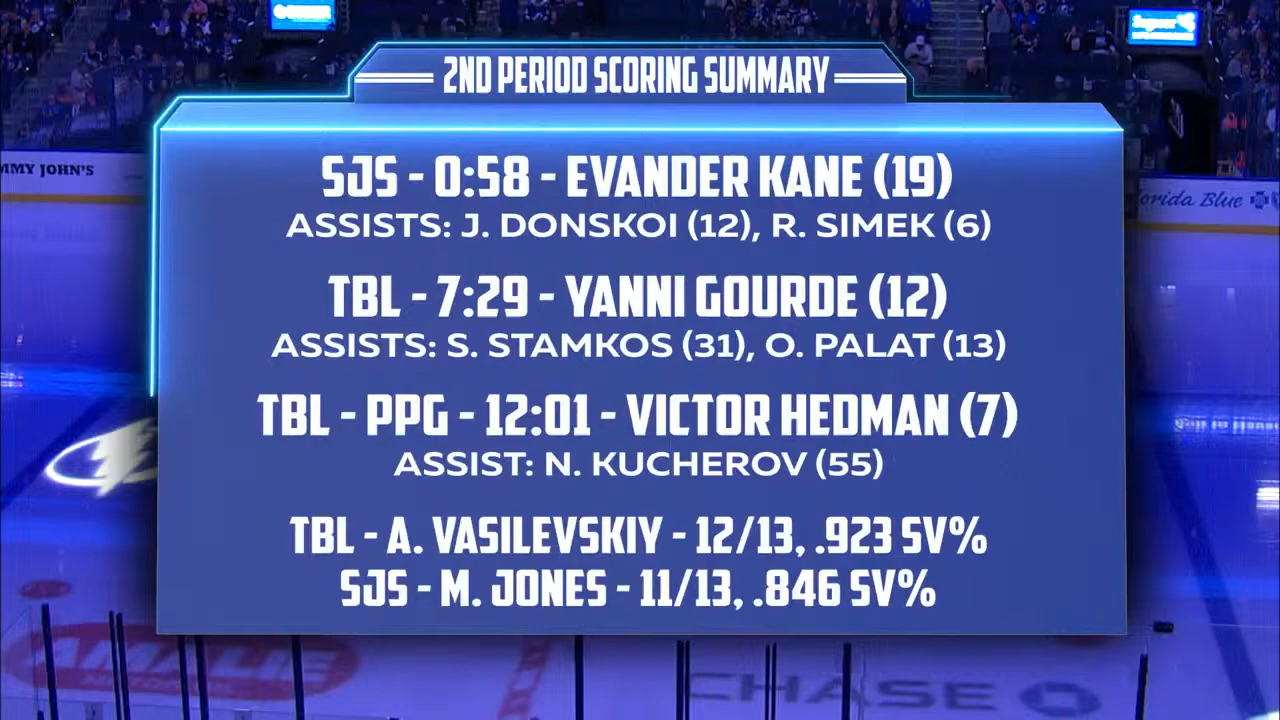 2ND PERIOD SCORING SUMMARY
SJS - 0:58 - EVANDER KANE (19)
ASSISTS: J. DONSKOI (12), R. SIMEK (6)
TBL - 7:29 - YANNI GOURDE (12)
ASSISTS: S. STAMKOS (31), O. PALAT (13)
TBL - PPG - 12:01 - VICTOR HEDMAN (7)
ASSIST: N. KUCHEROV (55)
TBL - A. VASILEVSKIY - 12/13, .923 SV%
SJS - M. JONES - 11/13, .846 SV%
MMY JOHN'S
orida Blue
AMALIE
CHASE